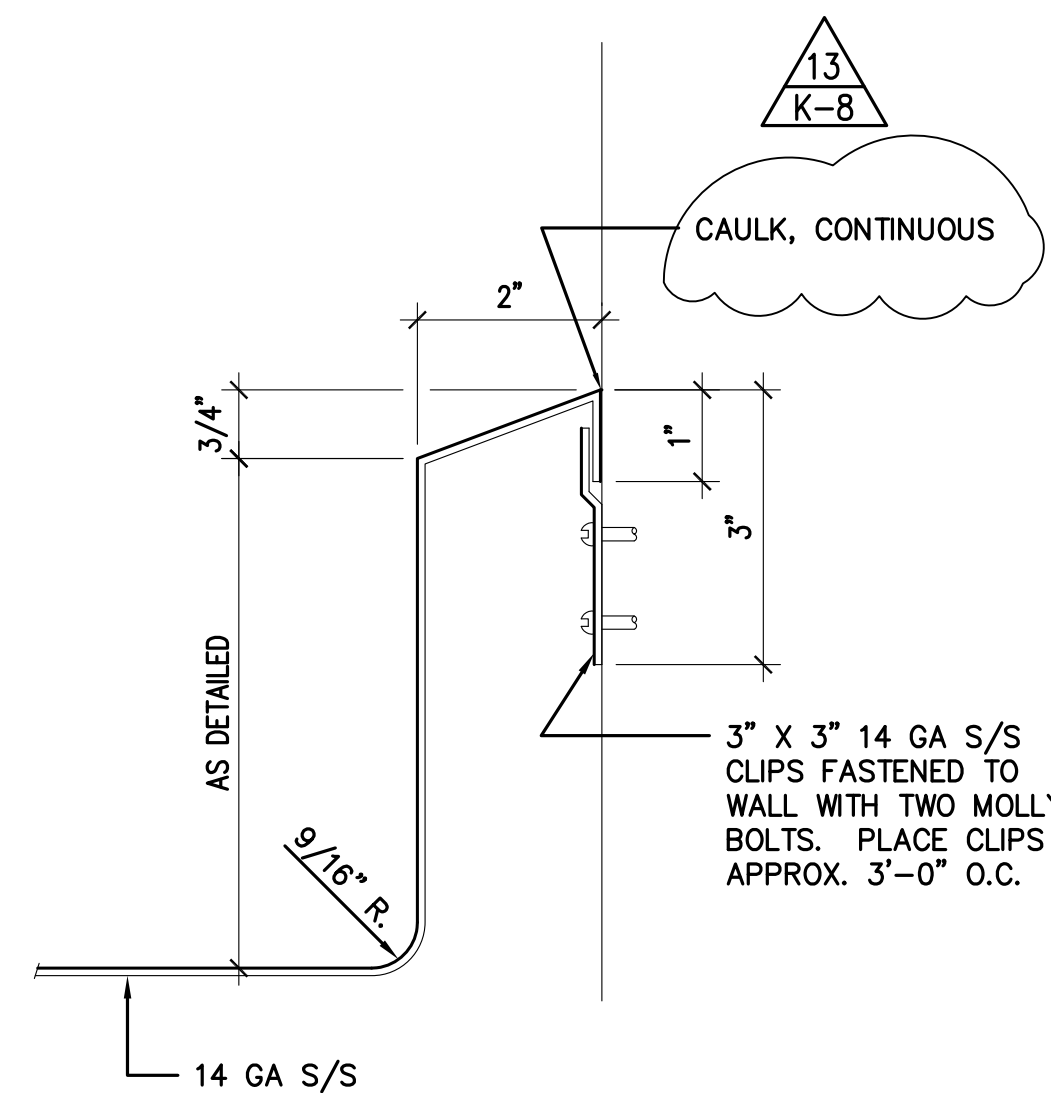 13
K-8
CAULK, CONTINUOUS
2"
3/4"
1"
3"
AS DETAILED
3" X 3" 14 GA S/S
CLIPS FASTENED TO
WALL WITH TWO MOLLY
BOLTS. PLACE CLIPS
APPROX. 3'-0" O.C.
9/16" R.
14 GA S/S